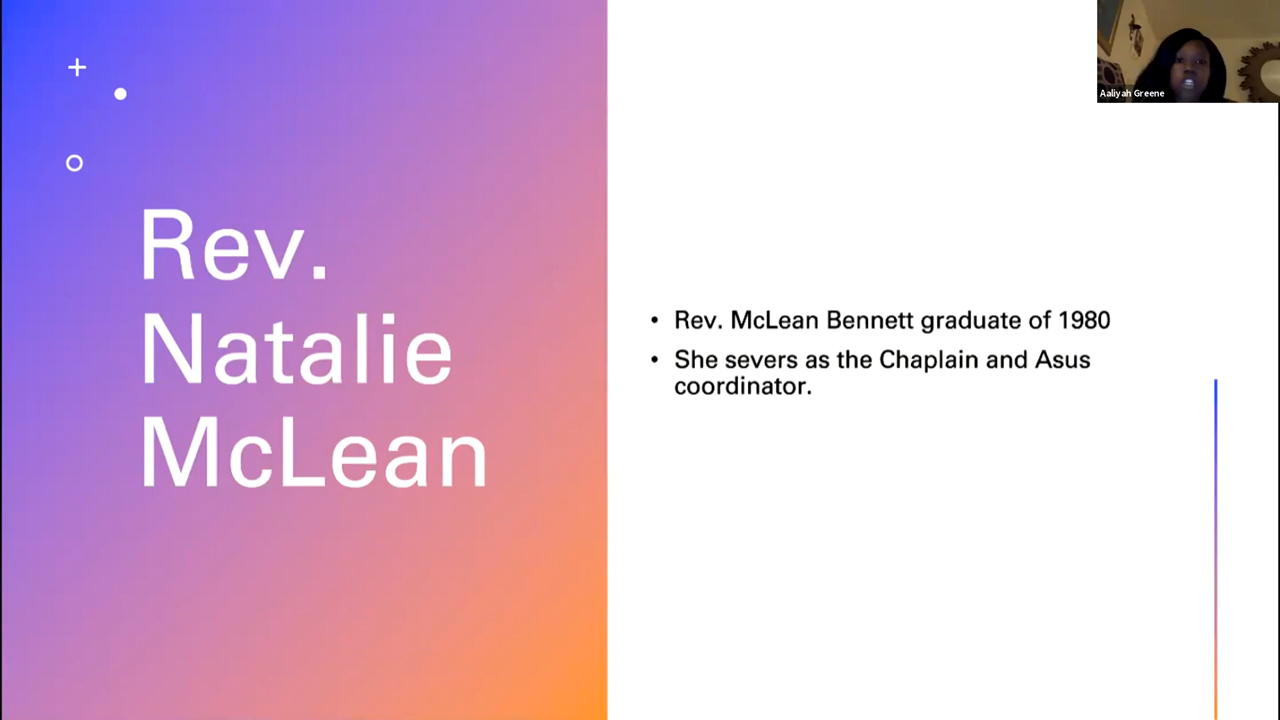 Rev.
Natalie
McLean
• Rev. McLean Bennett graduate of 1980
• She severs as the Chaplain and Asus
coordinator.
Aaliyah Greene